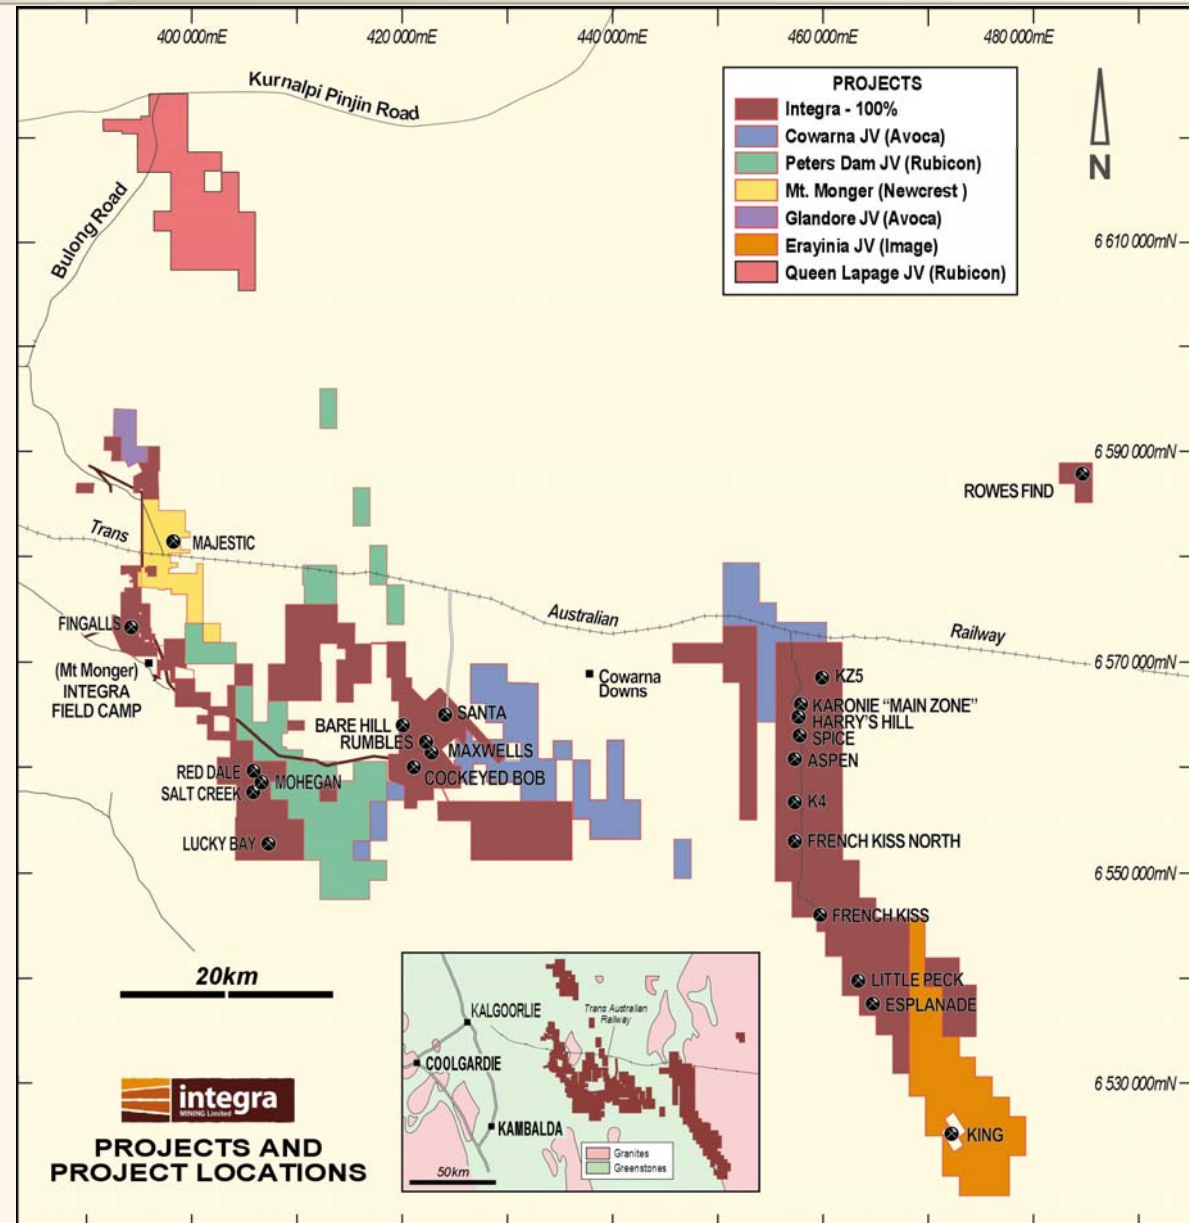 400 000mE
420 000mE
440 000mE
460 000mE
480 000mE
Kurnalpi Pinjin Road
Bulong Road
PROJECTS
Integra - 100%
Cowarna JV (Avoca)
Peters Dam JV (Rubicon)
Mt. Monger (Newcrest )
Glandore JV (Avoca)
Erayinia JV (Image)
Queen Lapage JV (Rubicon)
N
6 610 000mN
6 590 000mN
ROWES FIND
Trans
MAJESTIC
Australian
Railway
FINGALLS
(Mt Monger)
INTEGRA
FIELD CAMP
6 570 000mN
Cowarna
Downs
KZ5
KARONIE “MAIN ZONE”
HARRY'S HILL
SPICE
ASPEN
SANTA
BARE HILL
RUMBLES
MAXWELLS
COCKEYED BOB
RED DALE
MOHEGAN
SALT CREEK
K4
LUCKY BAY
FRENCH KISS NORTH
6 550 000mN
FRENCH KISS
LITTLE PECK
ESPLANADE
20km
6 530 000mN
KING
KALGOORLIE
Trans Australian
Railway
COOLGARDIE
KAMBALDA
Granites
Greenstones
50km
integra
MINING Limited
PROJECTS AND
PROJECT LOCATIONS